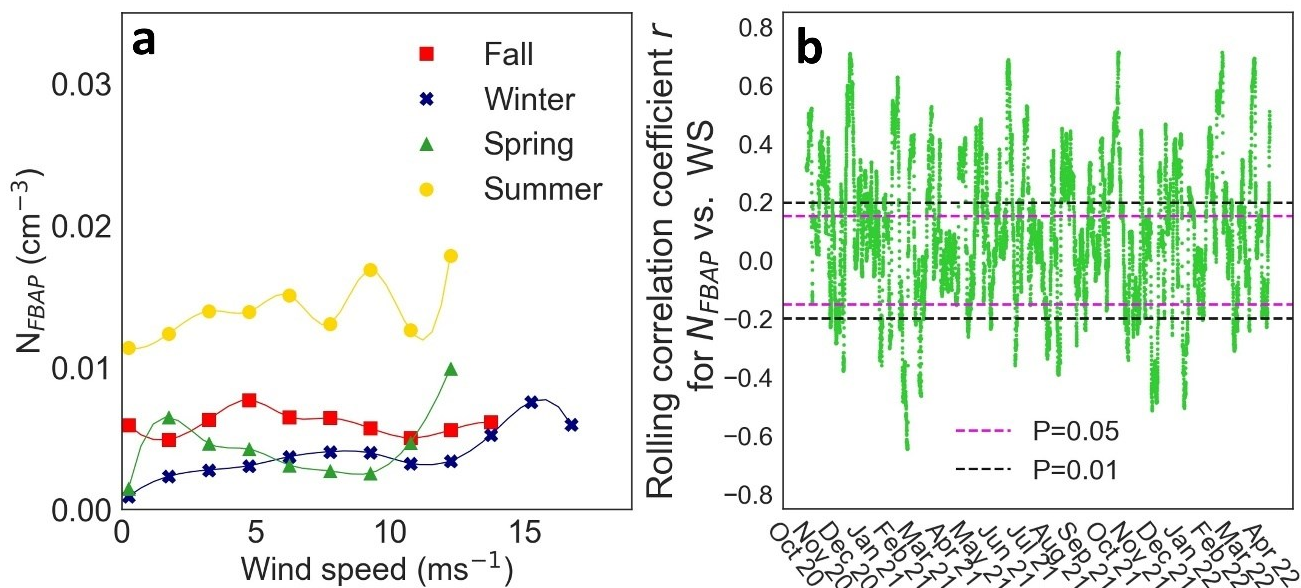 a
Fall
Winter
Spring
Summer
0.03
0.02
0.01
0.00
N_FBAP (cm⁻³)
0
5
10
15
Wind speed (ms⁻¹)
b
0.8
0.6
0.4
0.2
0.0
−0.2
−0.4
−0.6
−0.8
Rolling correlation coefficient r
for N_FBAP vs. WS
P=0.05
P=0.01
Oct 20
Nov 20
Dec 20
Jan 21
Feb 21
Mar 21
Apr 21
May 21
Jun 21
Jul 21
Aug 21
Sep 21
Oct 21
Nov 21
Dec 21
Jan 22
Feb 22
Mar 22
Apr 22